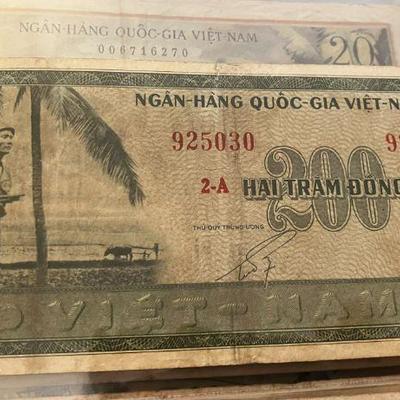 NGÂN-HÀNG QUỐC-GIA VIỆT-NAM
20
006716270
NGÂN-HÀNG QUỐC-GIA VIỆT-N
925030 9
200
2-A HAI TRĂM ĐỒNG
THỦ QUỸ TRUNG-ƯƠNG
VIỆT-NAM